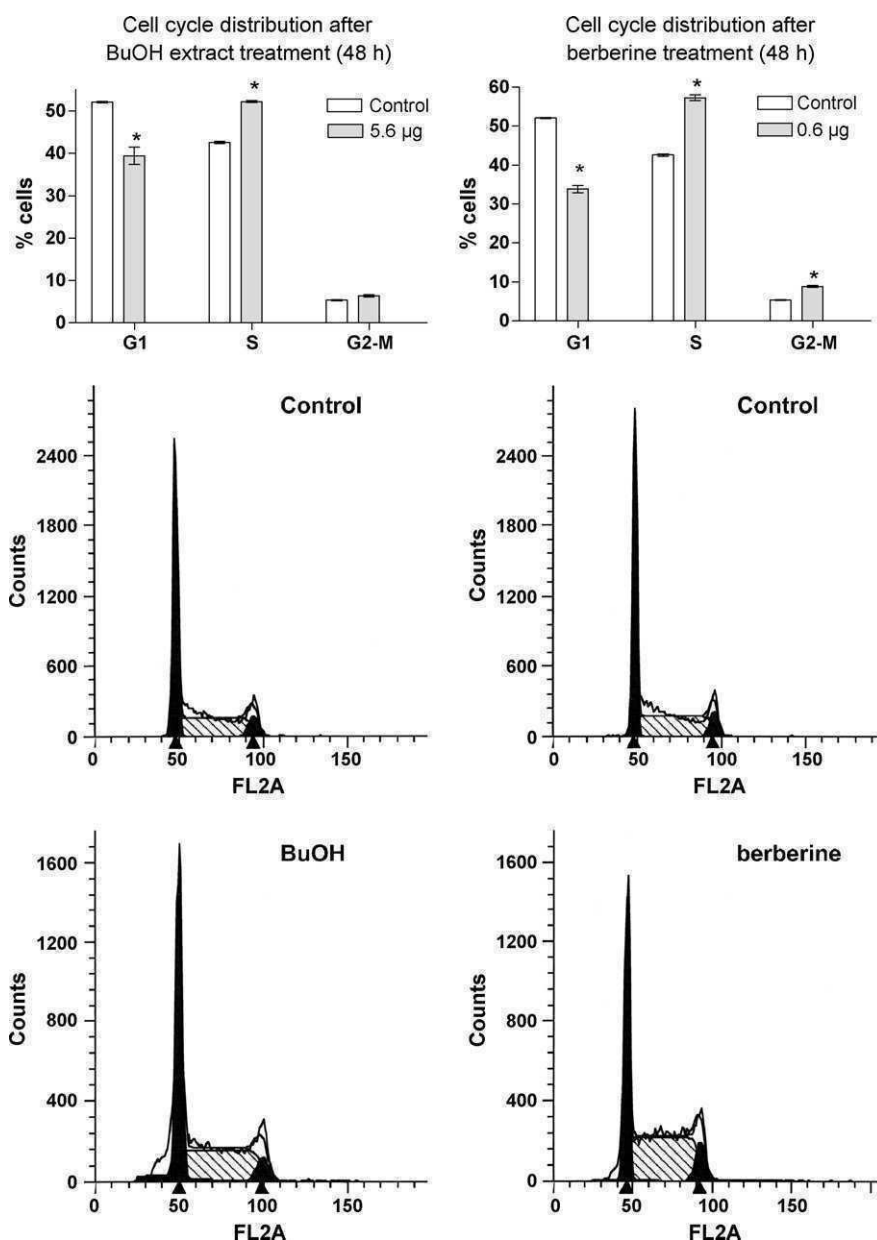 Cell cycle distribution after
BuOH extract treatment (48 h)
% cells
50
40
30
20
10
0
*
*
Control
5.6 µg
G1 S G2-M
Cell cycle distribution after
berberine treatment (48 h)
% cells
60
50
40
30
20
10
0
*
*
*
Control
0.6 µg
G1 S G2-M
Control
Counts
2400
1800
1200
600
0
0 50 100 150
FL2A
Control
Counts
2400
1800
1200
600
0
0 50 100 150
FL2A
BuOH
Counts
1600
1200
800
400
0
0 50 100 150
FL2A
berberine
Counts
1600
1200
800
400
0
0 50 100 150
FL2A